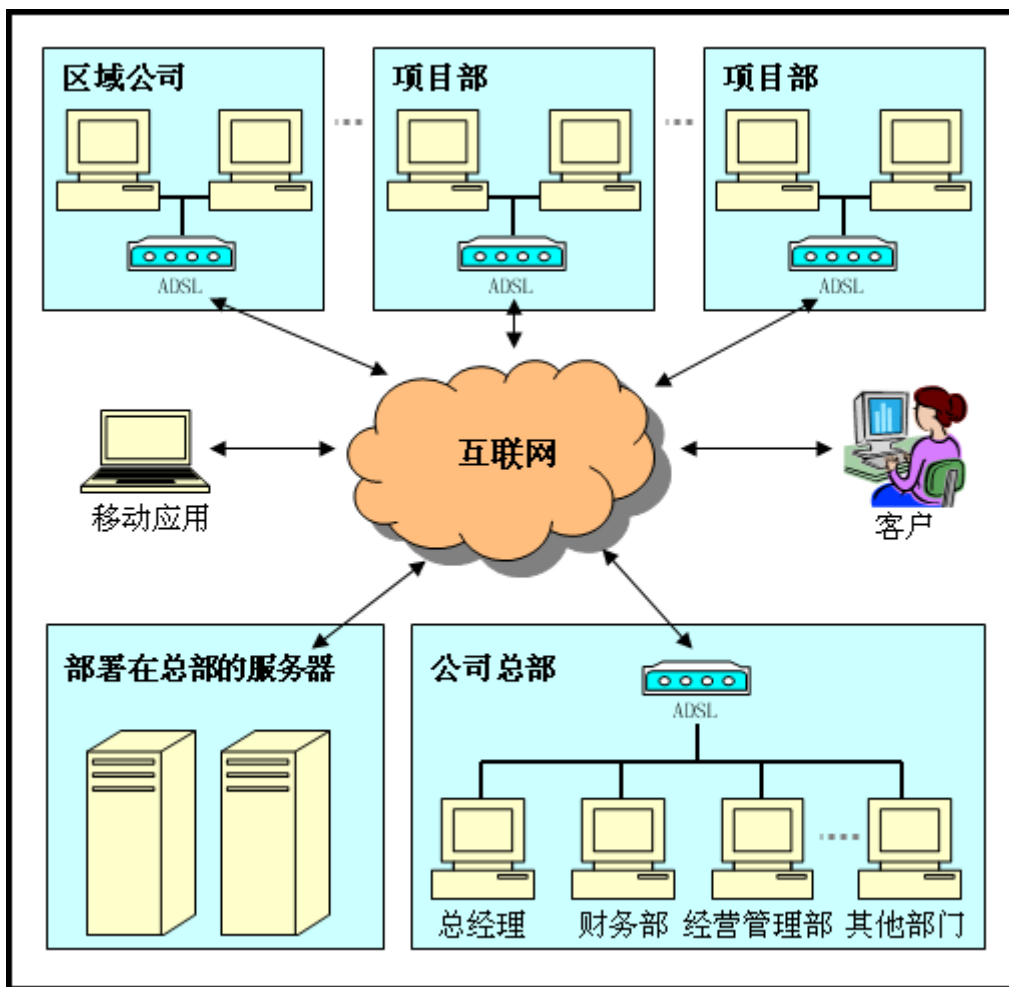 区域公司
项目部
项目部
ADSL
ADSL
ADSL
互联网
移动应用
客户
部署在总部的服务器
公司总部
ADSL
总经理
财务部
经营管理部
其他部门